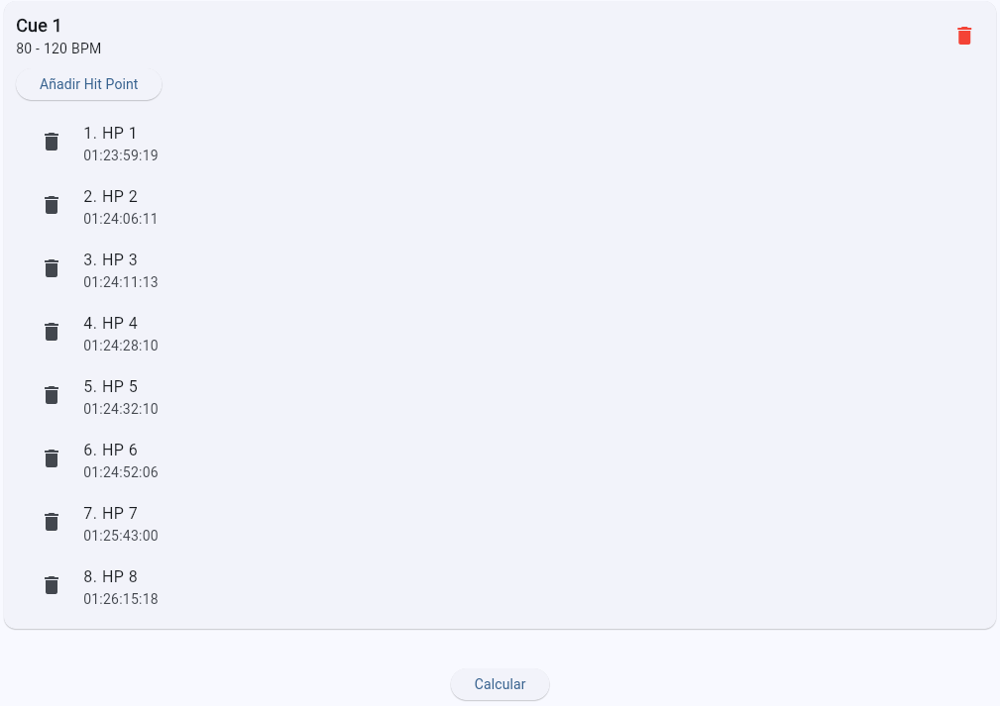 Cue 1
80 - 120 BPM
Añadir Hit Point
1. HP 1
01:23:59:19
2. HP 2
01:24:06:11
3. HP 3
01:24:11:13
4. HP 4
01:24:28:10
5. HP 5
01:24:32:10
6. HP 6
01:24:52:06
7. HP 7
01:25:43:00
8. HP 8
01:26:15:18
Calcular